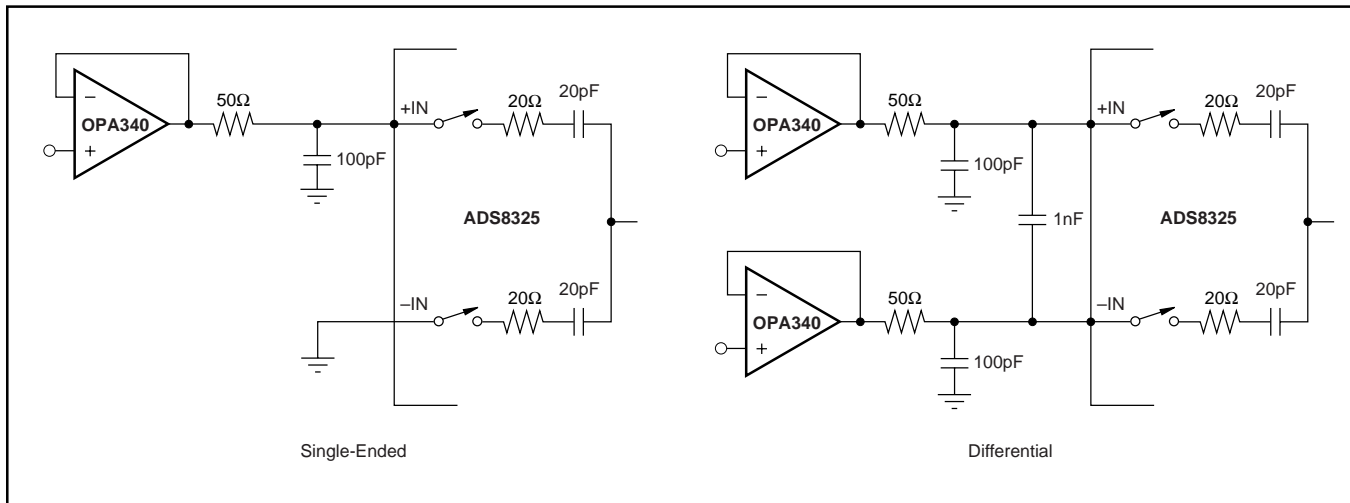 50Ω
OPA340
−
+
100pF
+IN
20Ω
20pF
ADS8325
−IN
20Ω
20pF
Single-Ended
50Ω
OPA340
−
+
100pF
1nF
+IN
20Ω
20pF
ADS8325
50Ω
OPA340
−
+
100pF
−IN
20Ω
20pF
Differential